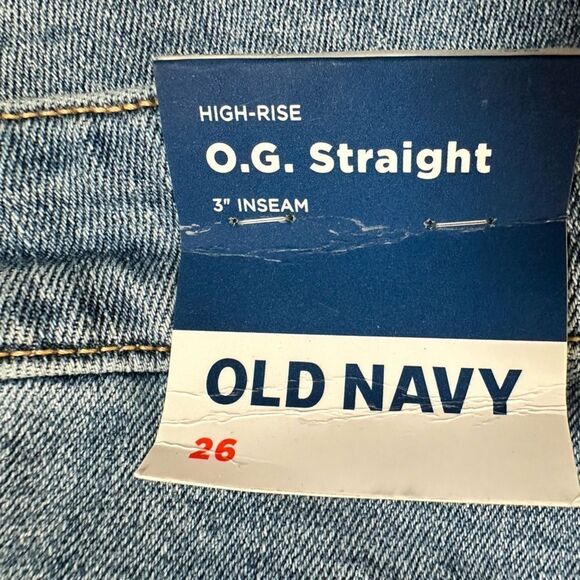 HIGH-RISE
O.G. Straight
3" INSEAM
OLD NAVY
26